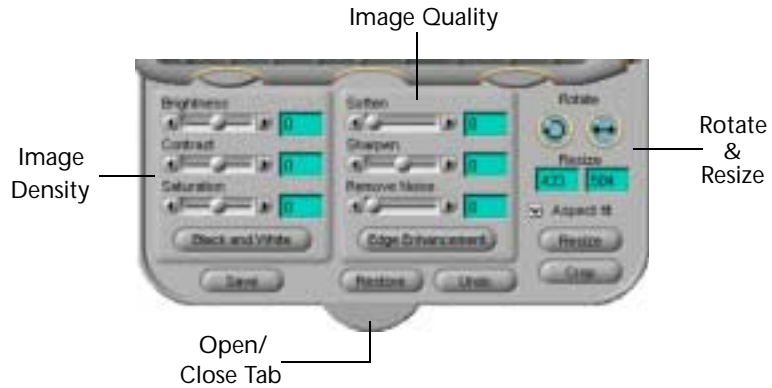 Image Quality
Brightness
0
Contrast
0
Saturation
0
Black and White
Soften
0
Sharpen
0
Remove Noise
0
Edge Enhancement
Rotate
Resize
504
Aspect fit
Resize
Crop
Save
Restore
Undo
Image
Density
Rotate
&
Resize
Open/
Close Tab